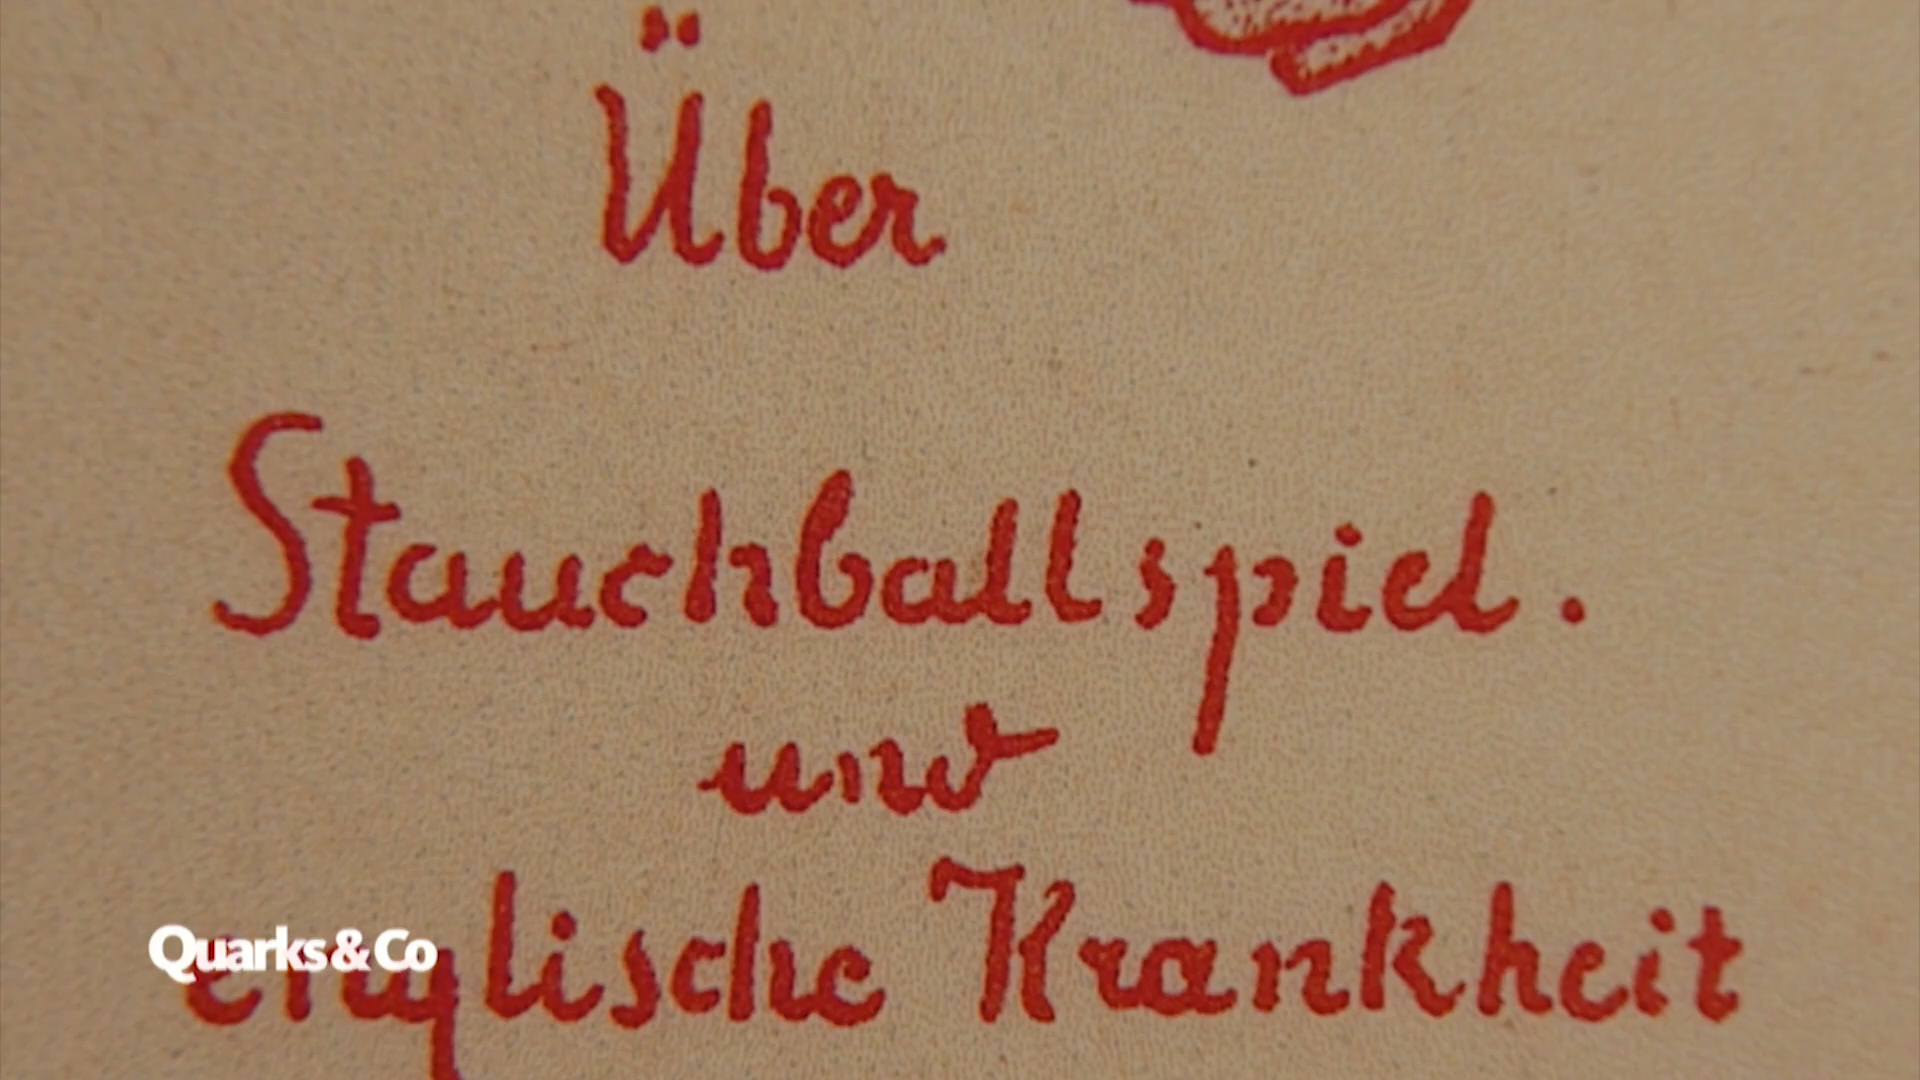 Über
Stauchballspiel.
und
englische Krankheit
Quarks & Co